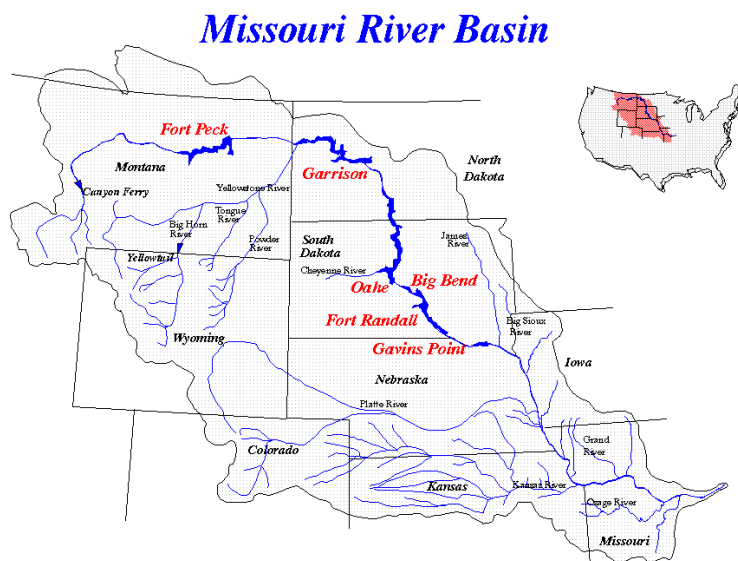 Missouri River Basin
Fort Peck
Garrison
North
Dakota
Montana
Canyon Ferry
Yellowstone River
Tongue
River
Big Horn
River
Powder
River
Yellowtail
South
Dakota
James
River
Cheyenne River
Oahe
Big Bend
Fort Randall
Big Sioux
River
Wyoming
Gavins Point
Iowa
Nebraska
Platte River
Colorado
Grand
River
Kansas
Kansas River
Osage River
Missouri